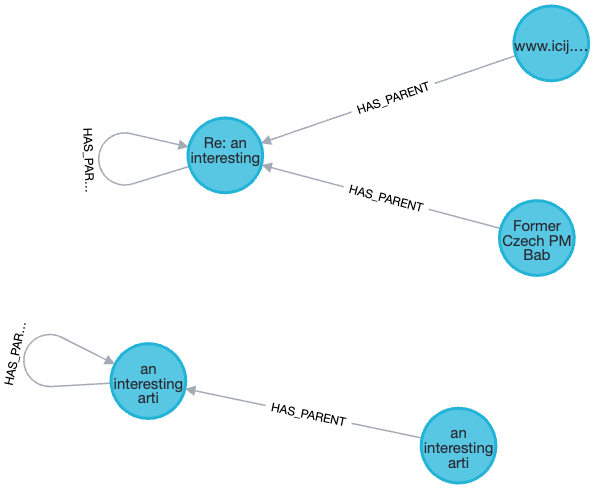 www.icij.…
HAS_PARENT
HAS_PAR…
Re: an
interesting
HAS_PARENT
Former
Czech PM
Bab
HAS_PAR…
an
interesting
arti
HAS_PARENT
an
interesting
arti